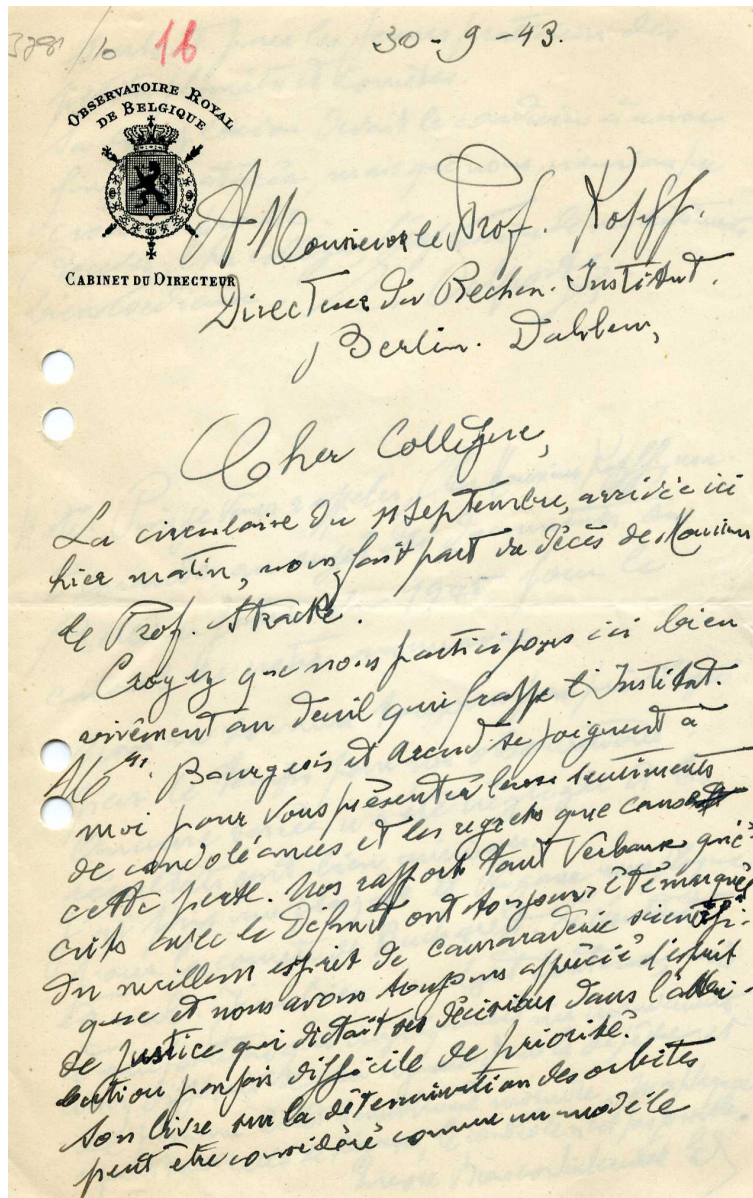 3281/10 16 30-9-43.
OBSERVATOIRE ROYAL
DE BELGIQUE
CABINET DU DIRECTEUR
A Monsieur le Prof. Kopff.
Directeur du Rechen. Institut.
Berlin. Dahlem,
Cher Collègue,
La circulaire du 11 septembre, arrivée ici
hier matin, nous fait part du décès de Monsieur
le Prof. Stracke.
Croyez que nous participons ici bien
vivement au deuil qui frappe l'Institut.
MM rs. Bourgeois et Arend se joignent à
moi pour vous présenter leurs sentiments
de condoléances et les regrets que cause
cette perte. Nos rapports tant verbaux qu'é-
crits avec le Défunt ont toujours été marqués
du meilleur esprit de camaraderie scientifi-
que et nous avons toujours apprécié l'esprit
de justice qui dictait ses décisions dans l'attri-
bution parfois difficile de priorité.
Son livre sur la détermination des orbites
peut être considéré comme un modèle